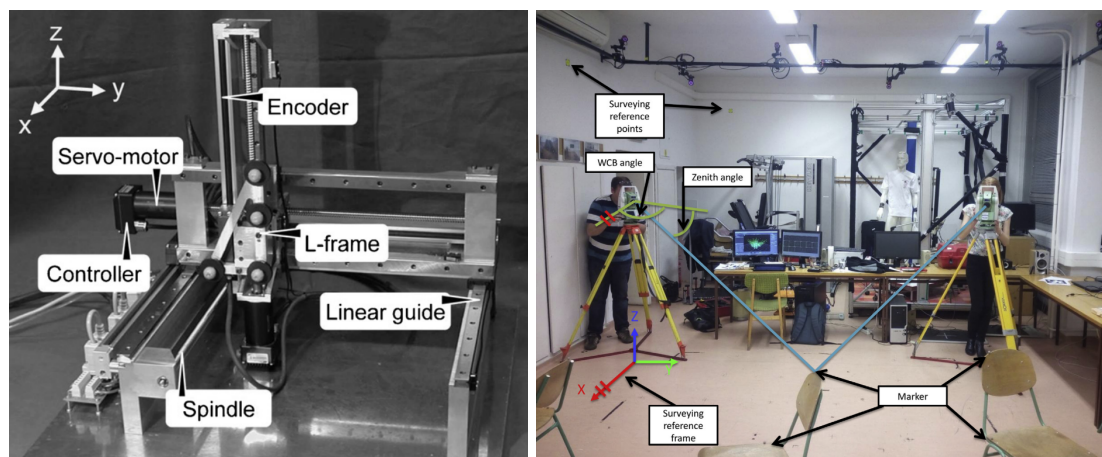 z
y
x
Encoder
Servo-motor
L-frame
Controller
Linear guide
Spindle
Surveying
reference
points
WCB angle
Zenith angle
Z
X
Marker
Surveying
reference
frame